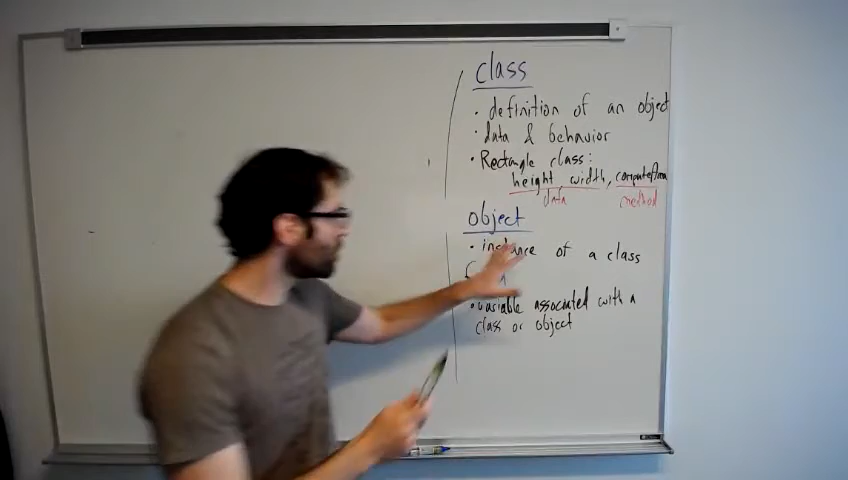 class
· definition of an object
· data & behavior
· Rectangle class:
height, width,
data method
object
· instance of a class
· variable associated with a
class or object